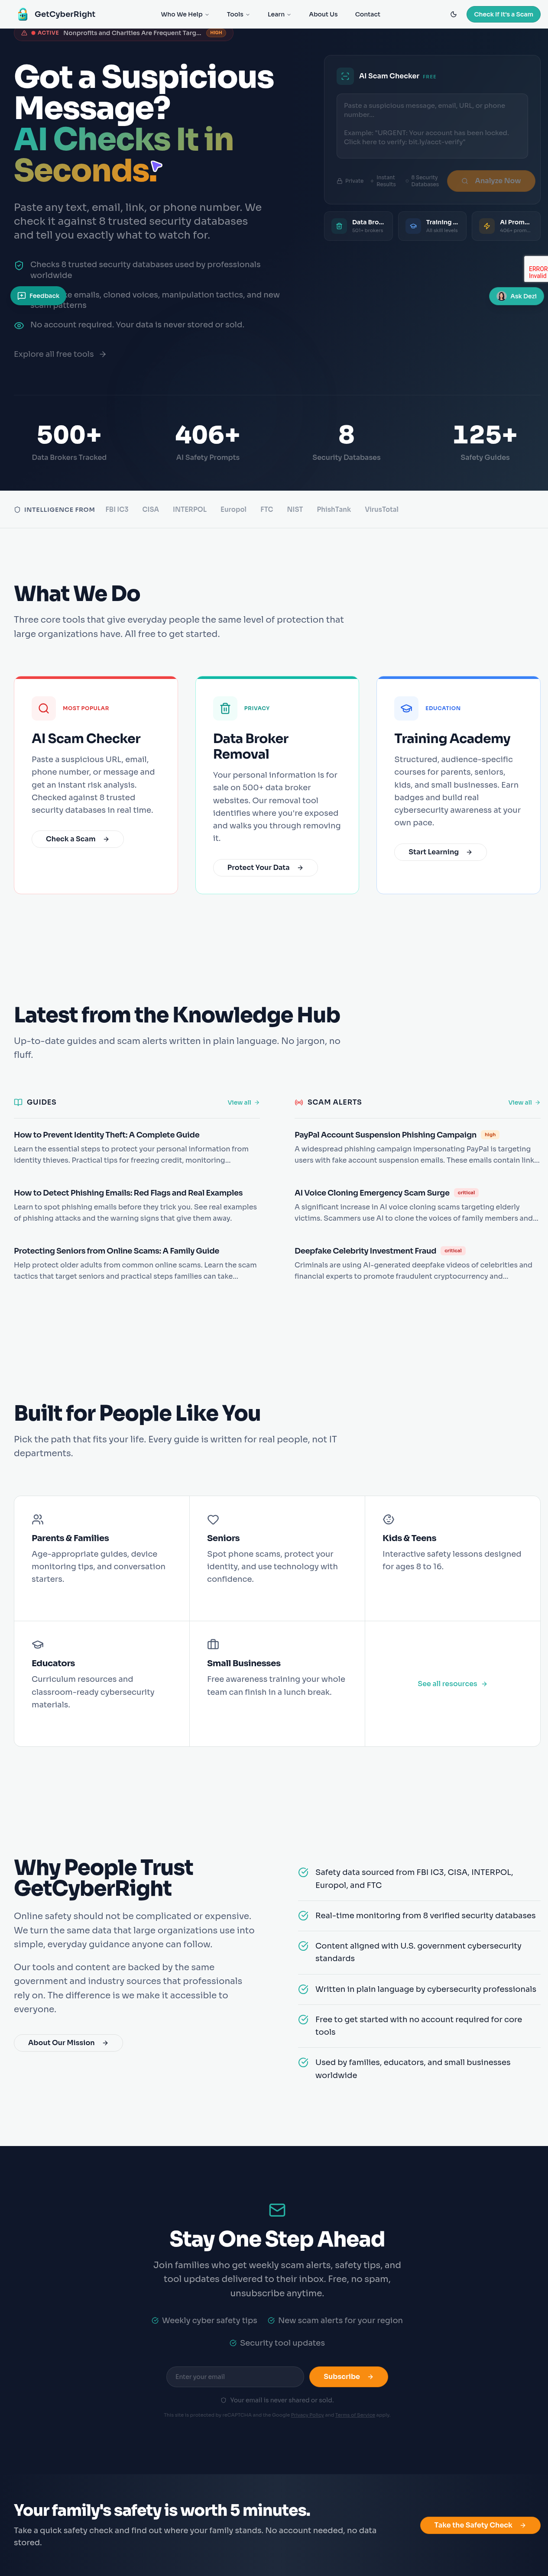 GetCyberRight
Who We Help
Tools
Learn
About Us
Contact
Check If It's a Scam
ACTIVE Nonprofits and Charities Are Frequent Targ... HIGH
Got a Suspicious
Message?
AI Checks It in
Seconds.
Paste any text, email, link, or phone number. We
check it against 8 trusted security databases
and tell you exactly what to watch for.
Checks 8 trusted security databases used by professionals
worldwide
emails, cloned voices, manipulation tactics, and new
scam patterns
Feedback
No account required. Your data is never stored or sold.
Explore all free tools
AI Scam Checker FREE
Paste a suspicious message, email, URL, or phone
number...
Example: "URGENT: Your account has been locked.
Click here to verify: bit.ly/acct-verify"
Private
Instant
Results
8 Security
Databases
Analyze Now
Data Bro...
501+ brokers
Training ...
All skill levels
AI Prom...
406+ prom...
ERROR
Invalid
Ask Dezi
500+
Data Brokers Tracked
406+
AI Safety Prompts
8
Security Databases
125+
Safety Guides
INTELLIGENCE FROM FBI IC3 CISA INTERPOL Europol FTC NIST PhishTank VirusTotal
What We Do
Three core tools that give everyday people the same level of protection that
large organizations have. All free to get started.
MOST POPULAR
AI Scam Checker
Paste a suspicious URL, email,
phone number, or message and
get an instant risk analysis.
Checked against 8 trusted
security databases in real time.
Check a Scam
PRIVACY
Data Broker
Removal
Your personal information is for
sale on 500+ data broker
websites. Our removal tool
identifies where you're exposed
and walks you through removing
it.
Protect Your Data
EDUCATION
Training Academy
Structured, audience-specific
courses for parents, seniors,
kids, and small businesses. Earn
badges and build real
cybersecurity awareness at your
own pace.
Start Learning
Latest from the Knowledge Hub
Up-to-date guides and scam alerts written in plain language. No jargon, no
fluff.
GUIDES
View all
How to Prevent Identity Theft: A Complete Guide
Learn the essential steps to protect your personal information from
identity thieves. Practical tips for freezing credit, monitoring...
How to Detect Phishing Emails: Red Flags and Real Examples
Learn to spot phishing emails before they trick you. See real examples
of phishing attacks and the warning signs that give them away.
Protecting Seniors from Online Scams: A Family Guide
Help protect older adults from common online scams. Learn the scam
tactics that target seniors and practical steps families can take...
SCAM ALERTS
View all
PayPal Account Suspension Phishing Campaign high
A widespread phishing campaign impersonating PayPal is targeting
users with fake account suspension emails. These emails contain link...
AI Voice Cloning Emergency Scam Surge critical
A significant increase in AI voice cloning scams targeting elderly
victims. Scammers use AI to clone the voices of family members and...
Deepfake Celebrity Investment Fraud critical
Criminals are using AI-generated deepfake videos of celebrities and
financial experts to promote fraudulent cryptocurrency and...
Built for People Like You
Pick the path that fits your life. Every guide is written for real people, not IT
departments.
Parents & Families
Age-appropriate guides, device
monitoring tips, and conversation
starters.
Seniors
Spot phone scams, protect your
identity, and use technology with
confidence.
Kids & Teens
Interactive safety lessons designed
for ages 8 to 16.
Educators
Curriculum resources and
classroom-ready cybersecurity
materials.
Small Businesses
Free awareness training your whole
team can finish in a lunch break.
See all resources
Why People Trust
GetCyberRight
Online safety should not be complicated or expensive.
We turn the same data that large organizations use into
simple, everyday guidance anyone can follow.
Our tools and content are backed by the same
government and industry sources that professionals
rely on. The difference is we make it accessible to
everyone.
About Our Mission
Safety data sourced from FBI IC3, CISA, INTERPOL,
Europol, and FTC
Real-time monitoring from 8 verified security databases
Content aligned with U.S. government cybersecurity
standards
Written in plain language by cybersecurity professionals
Free to get started with no account required for core
tools
Used by families, educators, and small businesses
worldwide
Stay One Step Ahead
Join families who get weekly scam alerts, safety tips, and
tool updates delivered to their inbox. Free, no spam,
unsubscribe anytime.
Weekly cyber safety tips
New scam alerts for your region
Security tool updates
Enter your email
Subscribe
Your email is never shared or sold.
This site is protected by reCAPTCHA and the Google Privacy Policy and Terms of Service apply.
Your family's safety is worth 5 minutes.
Take a quick safety check and find out where your family stands. No account needed, no data
stored.
Take the Safety Check